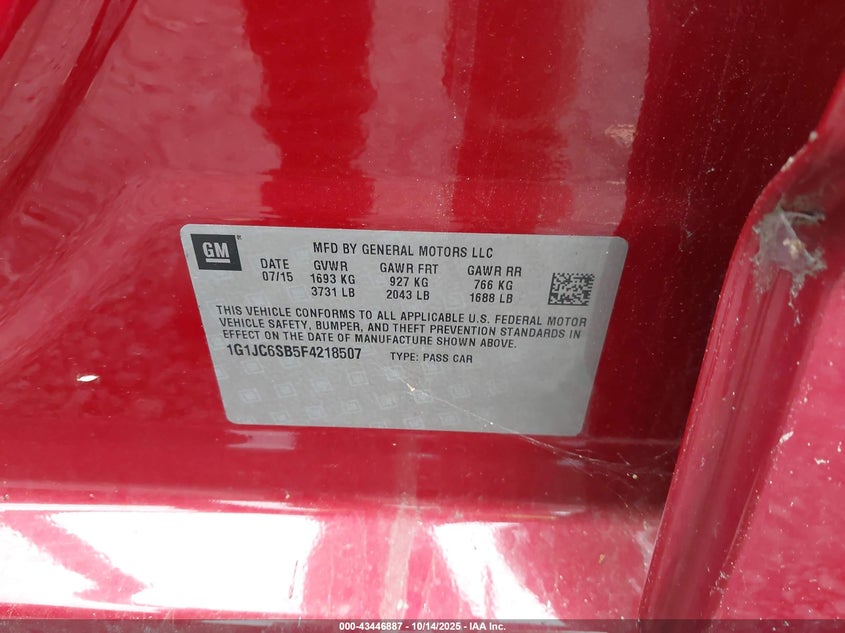 GM ®
MFD BY GENERAL MOTORS LLC
DATE GVWR GAWR FRT GAWR RR
07/15 1693 KG 927 KG 766 KG
3731 LB 2043 LB 1688 LB
THIS VEHICLE CONFORMS TO ALL APPLICABLE U.S. FEDERAL MOTOR
VEHICLE SAFETY, BUMPER, AND THEFT PREVENTION STANDARDS IN
EFFECT ON THE DATE OF MANUFACTURE SHOWN ABOVE.
1G1JC6SB5F4218507 TYPE: PASS CAR
000-43446887 - 10/14/2025 - IAA Inc.